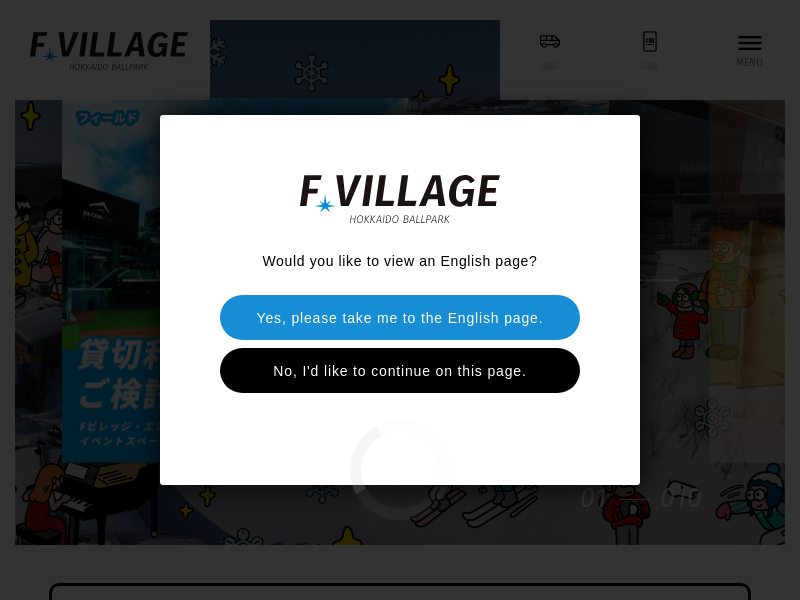 F VILLAGE
HOKKAIDO BALLPARK
MENU
フィールド
F VILLAGE
HOKKAIDO BALLPARK
Would you like to view an English page?
Yes, please take me to the English page.
No, I'd like to continue on this page.
貸切利
ご検討
Fビレッジ・エス
イベントスペー
01
010